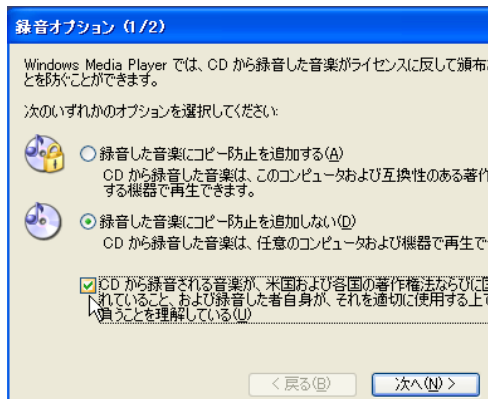 録音オプション (1/2)
Windows Media Player では、CD から録音した音楽がライセンスに反して頒布
とを防ぐことができます。
次のいずれかのオプションを選択してください:
録音した音楽にコピー防止を追加する(A)
CD から録音した音楽は、このコンピュータおよび互換性のある著作
する機器で再生できます。
録音した音楽にコピー防止を追加しない(D)
CD から録音した音楽は、任意のコンピュータおよび機器で再生で
CD から録音される音楽が、米国および各国の著作権法ならびに
れていること、および録音した者自身が、それを適切に使用する上で
負うことを理解している(U)
< 戻る(B)
次へ(N) >